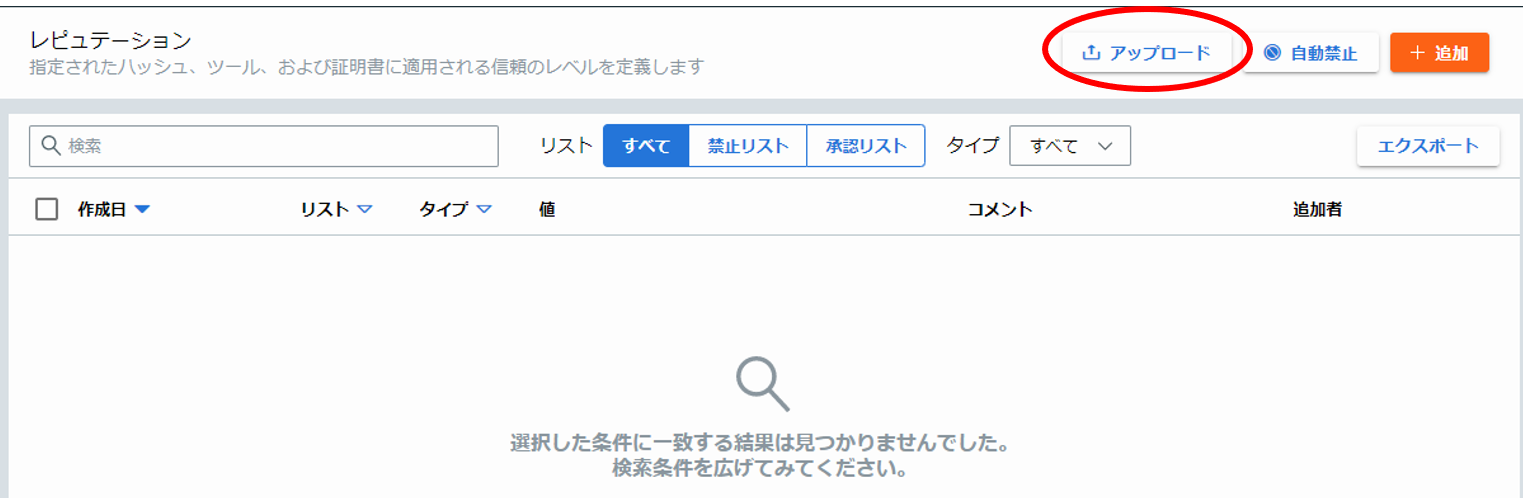 レピュテーション
指定されたハッシュ、ツール、および証明書に適用される信頼のレベルを定義します
アップロード
自動禁止
+ 追加
検索
リスト
すべて
禁止リスト
承認リスト
タイプ
すべて
エクスポート
作成日
リスト
タイプ
値
コメント
追加者
選択した条件に一致する結果は見つかりませんでした。
検索条件を広げてみてください。